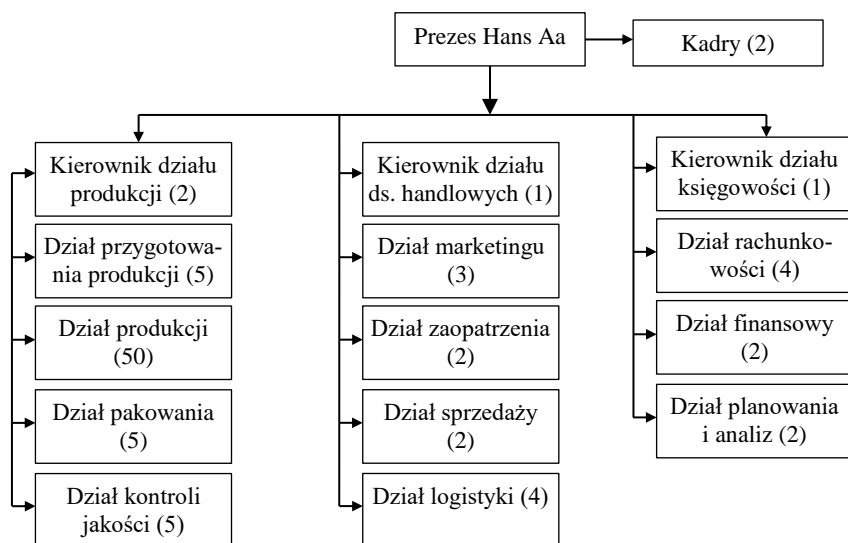 Prezes Hans Aa
Kadry (2)
Kierownik działu
produkcji (2)
Dział przygotowa-
nia produkcji (5)
Dział produkcji
(50)
Dział pakowania
(5)
Dział kontroli
jakości (5)
Kierownik działu
ds. handlowych (1)
Dział marketingu
(3)
Dział zaopatrzenia
(2)
Dział sprzedaży
(2)
Dział logistyki (4)
Kierownik działu
księgowości (1)
Dział rachunko-
wości (4)
Dział finansowy
(2)
Dział planowania
i analiz (2)